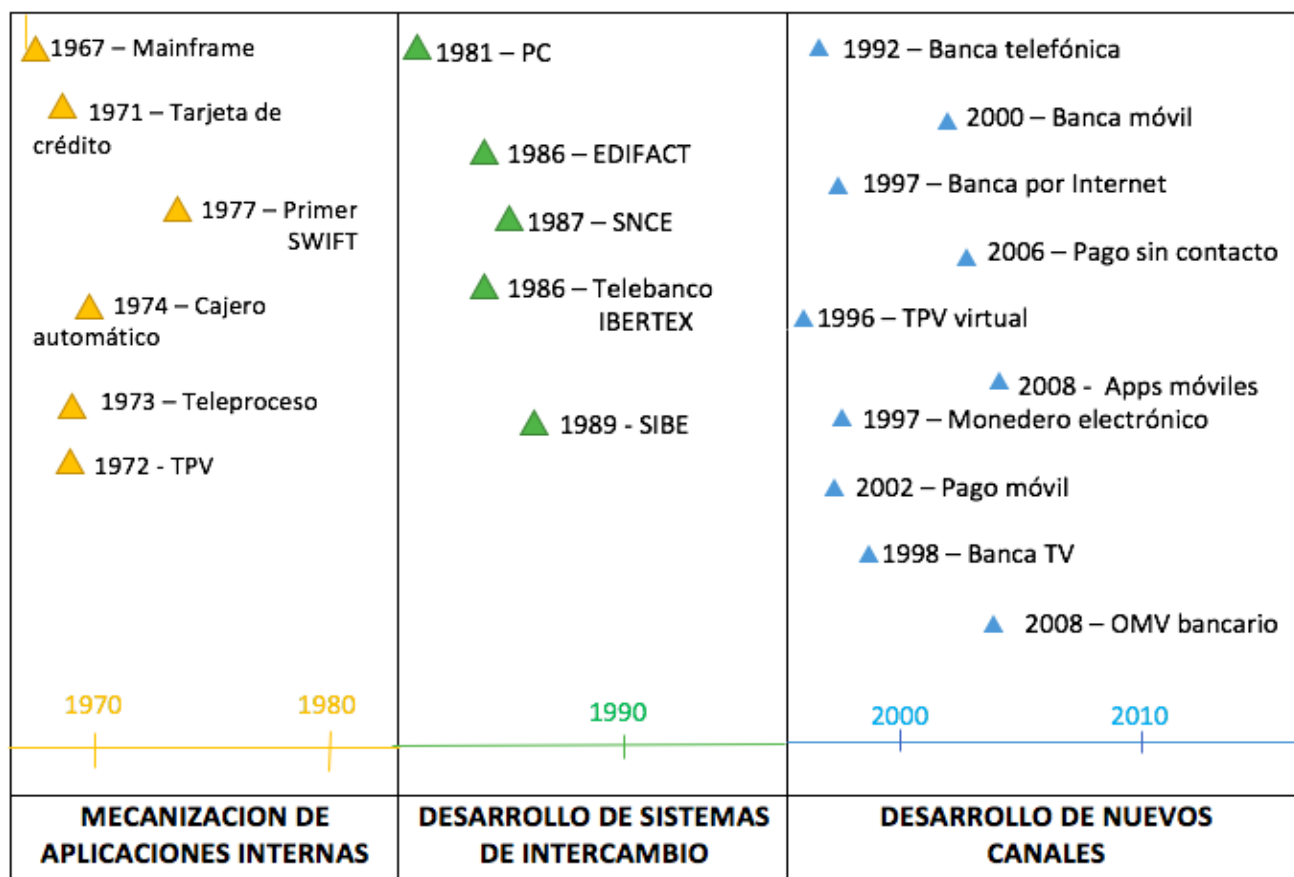 1967 – Mainframe
1971 – Tarjeta de
crédito
1977 – Primer
SWIFT
1974 – Cajero
automático
1973 – Teleproceso
1972 - TPV
1970
1980
MECANIZACION DE
APLICACIONES INTERNAS
1981 – PC
1986 – EDIFACT
1987 – SNCE
1986 – Telebanco
IBERTEX
1989 - SIBE
1990
DESARROLLO DE SISTEMAS
DE INTERCAMBIO
1992 – Banca telefónica
2000 – Banca móvil
1997 – Banca por Internet
2006 – Pago sin contacto
1996 – TPV virtual
2008 - Apps móviles
1997 – Monedero electrónico
2002 – Pago móvil
1998 – Banca TV
2008 – OMV bancario
2000
2010
DESARROLLO DE NUEVOS
CANALES